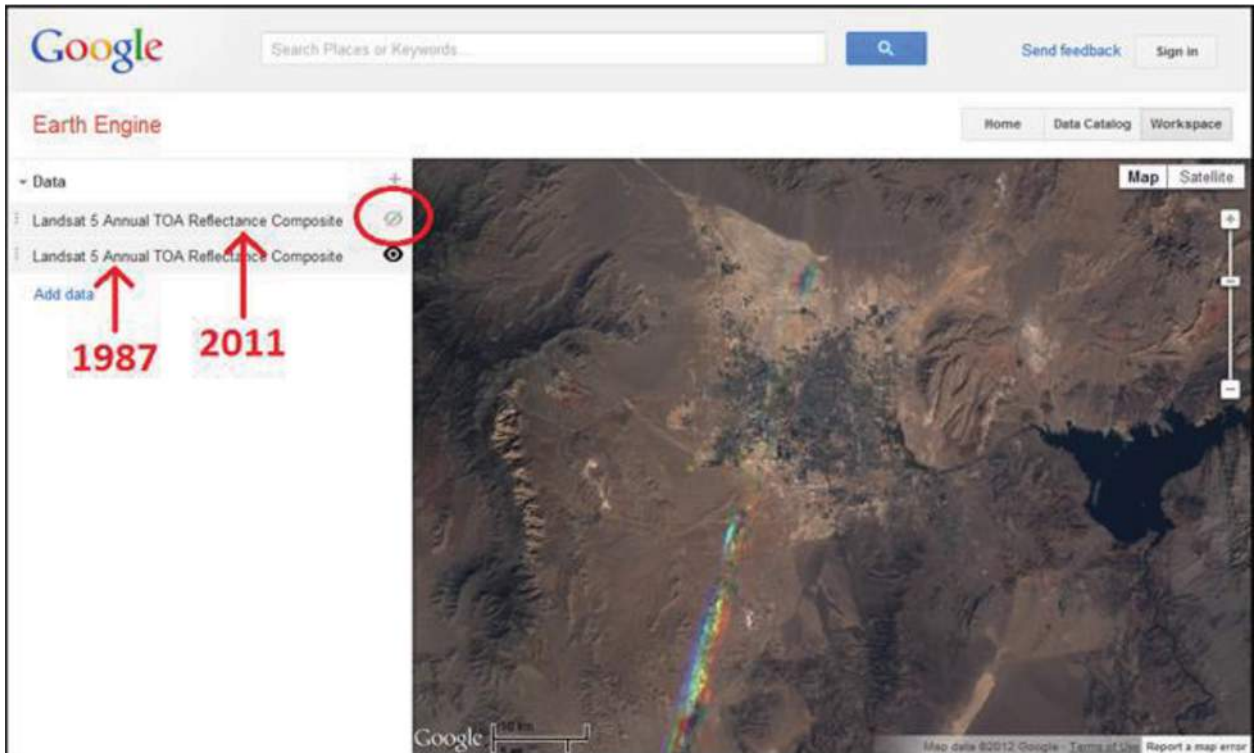 Google
Search Places or Keywords...
Send feedback
Sign in
Earth Engine
Home
Data Catalog
Workspace
Data
Map
Satellite
Landsat 5 Annual TOA Reflectance Composite
Landsat 5 Annual TOA Reflectance Composite
Add data
1987
2011
Google
10 km
Map data ©2012 Google - Terms of Use
Report a map error